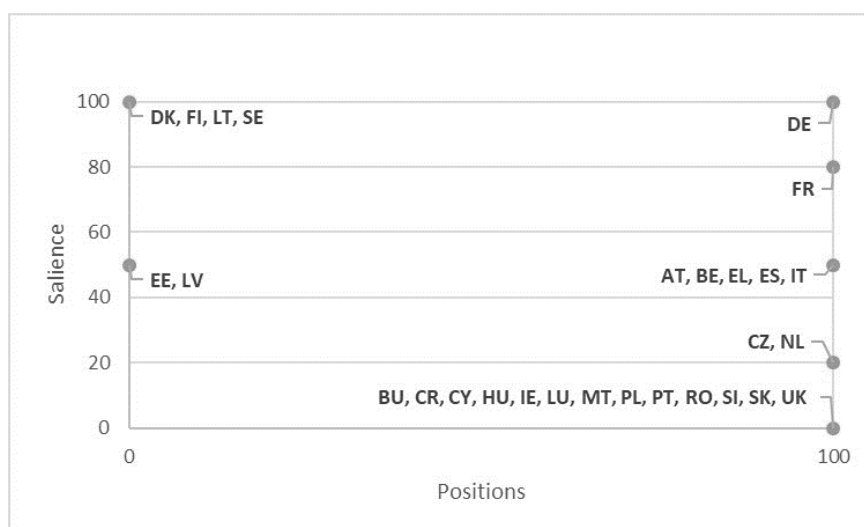 100
DK, FI, LT, SE
DE
80
FR
60
Salience
EE, LV
AT, BE, EL, ES, IT
40
CZ, NL
20
BU, CR, CY, HU, IE, LU, MT, PL, PT, RO, SI, SK, UK
0
0
100
Positions